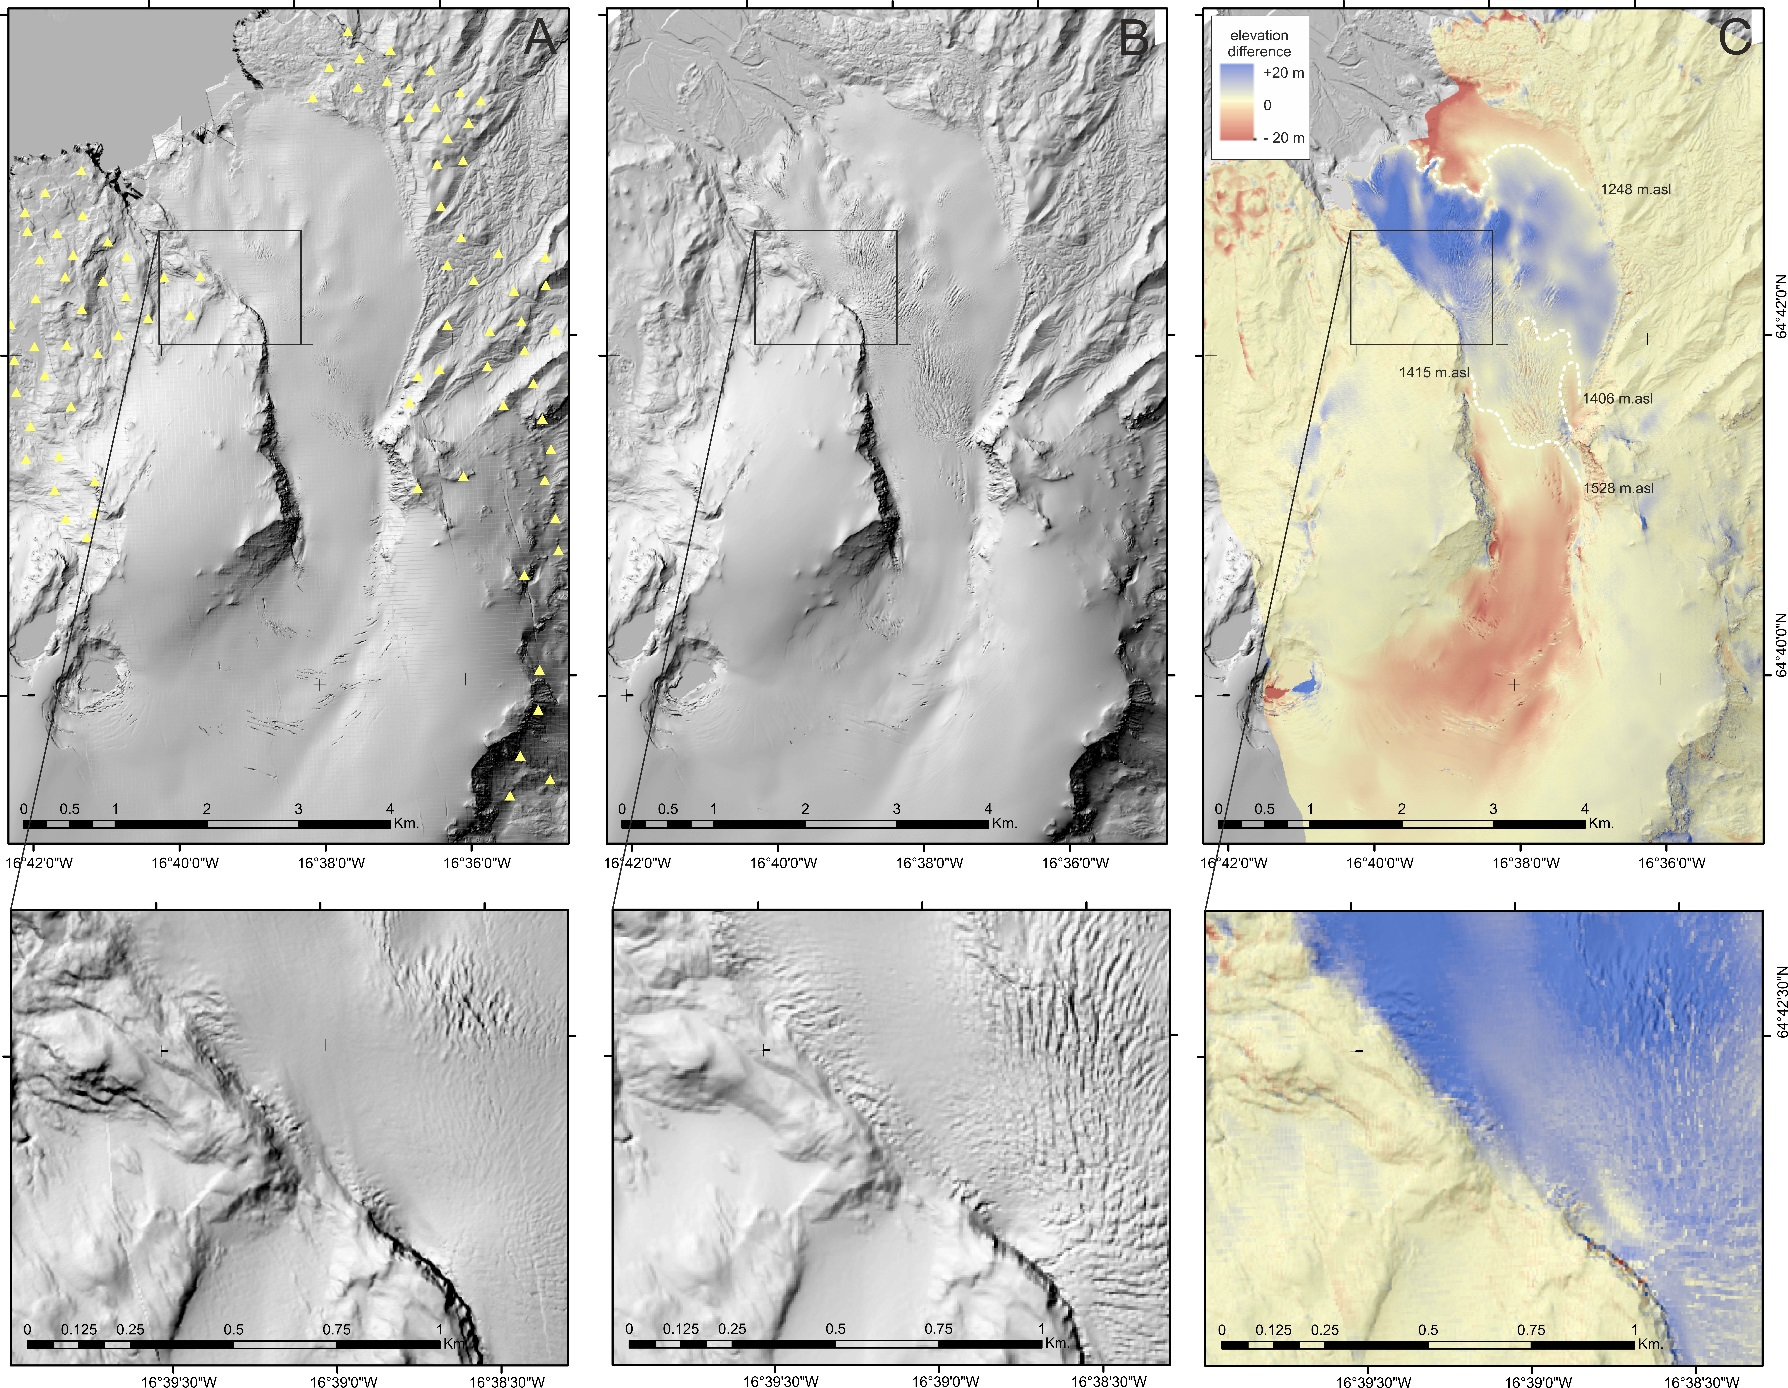 A
B
C
elevation
difference
+20 m
0
- 20 m
1248 m.asl
1415 m.asl
1406 m.asl
1528 m.asl
64°42'0"N
64°40'0"N
0 0.5 1 2 3 4
Km.
0 0.5 1 2 3 4
Km.
0 0.5 1 2 3 4
Km.
16°42'0"W 16°40'0"W 16°38'0"W 16°36'0"W
16°42'0"W 16°40'0"W 16°38'0"W 16°36'0"W
16°42'0"W 16°40'0"W 16°38'0"W 16°36'0"W
64°42'30"N
0 0.125 0.25 0.5 0.75 1
Km.
0 0.125 0.25 0.5 0.75 1
Km.
0 0.125 0.25 0.5 0.75 1
Km.
16°39'30"W 16°39'0"W 16°38'30"W
16°39'30"W 16°39'0"W 16°38'30"W
16°39'30"W 16°39'0"W 16°38'30"W